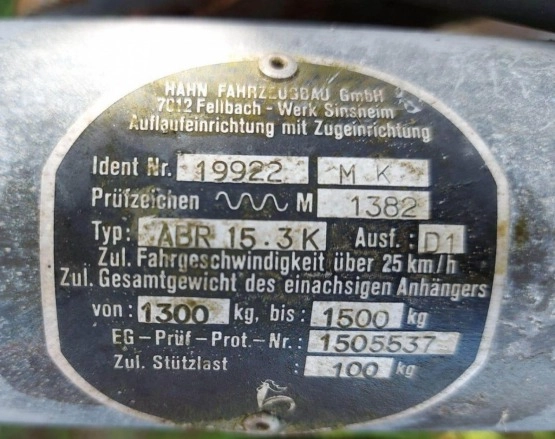 HAHN FAHRZEUGBAU GmbH
7012 Fellbach - Werk Sinsheim
Auflaufeinrichtung mit Zugeinrichtung
Ident Nr. 19922 M K
Prüfzeichen M 1382
Typ: ABR 15.3K Ausf.: D1
Zul. Fahrgeschwindigkeit über 25 km/h
Zul. Gesamtgewicht des einachsigen Anhängers
von: 1300 kg, bis: 1500 kg
EG-Prüf-Prot.-Nr.: 1505537
Zul. Stützlast : 100 kg